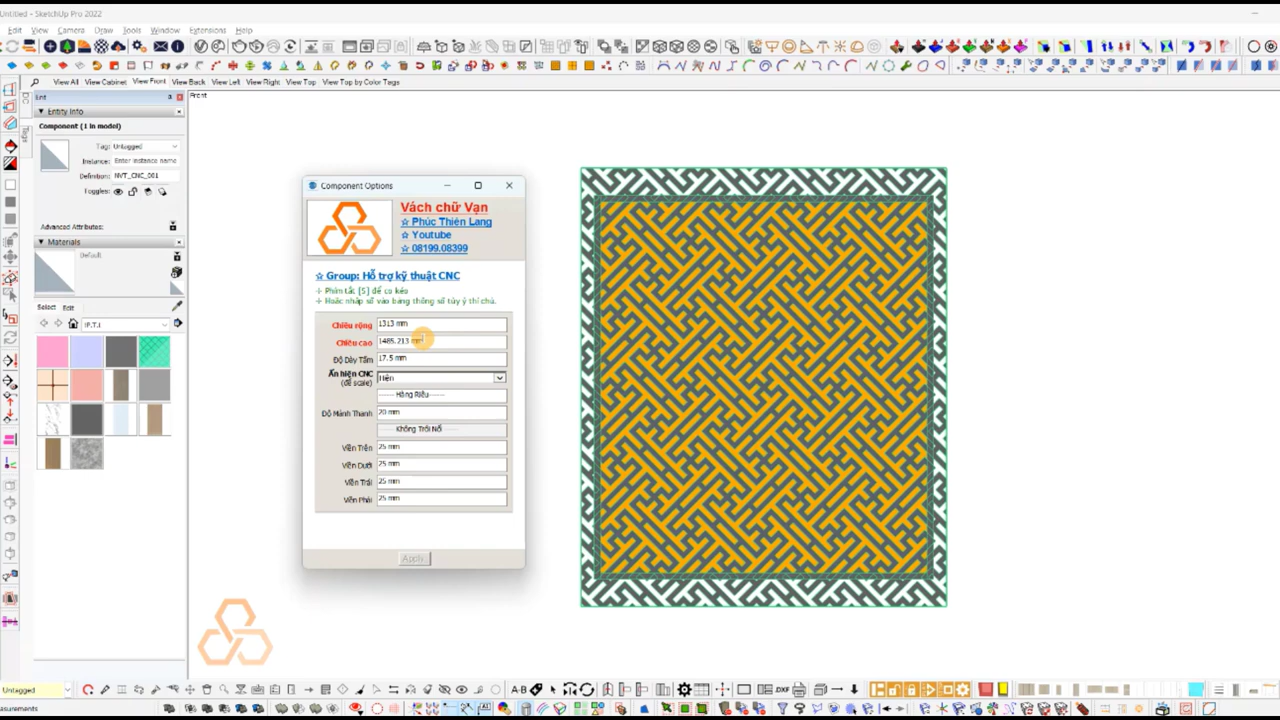 Untitled - SketchUp Pro 2022
Edit View Camera Draw Tools Window Extensions Help
View All View Cabinet View Front View Back View Left View Right View Top View Top by Color Tags
Ent
Front
Entity Info
Component (1 in model)
Tag: Untagged
Instance: Enter instance name
Definition: NVT_CNC_001
Toggles:
Advanced Attributes:
Materials
Default
Select Edit
Component Options
Vách chữ Vạn
☆ Phúc Thiên Lang
☆ Youtube
☆ 08199.08399
☆ Group: Hỗ trợ kỹ thuật CNC
+ Phím tắt [S] để co kéo
+ Hoặc nhập số vào bảng thông số tùy ý thí chủ.
Chiều rộng 1313 mm
Chiều cao 1485.213 mm
Độ Dày Tấm 17.5 mm
Ẩn hiện CNC Hiện
(để scale)
------ Hàng Riêu------
Độ Mảnh Thanh 20 mm
Không Trôi Nổi
Viền Trên 25 mm
Viền Dưới 25 mm
Viền Trái 25 mm
Viền Phải 25 mm
Apply
Untagged
A-B
DXF
asurements